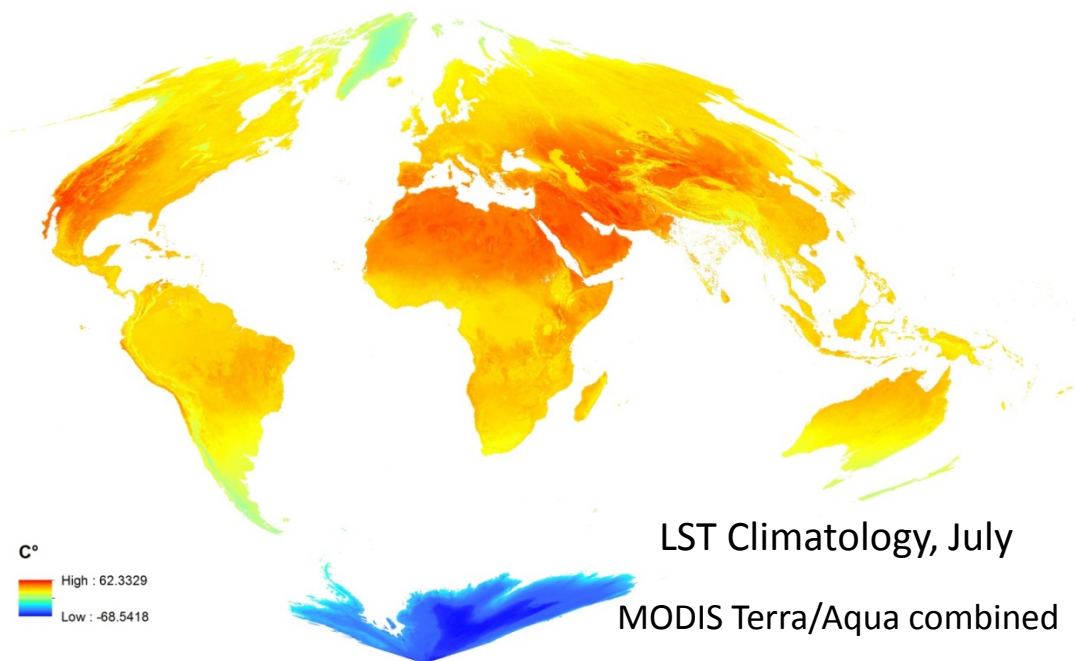 LST Climatology, July
MODIS Terra/Aqua combined
C°
High : 62.3329
Low : -68.5418